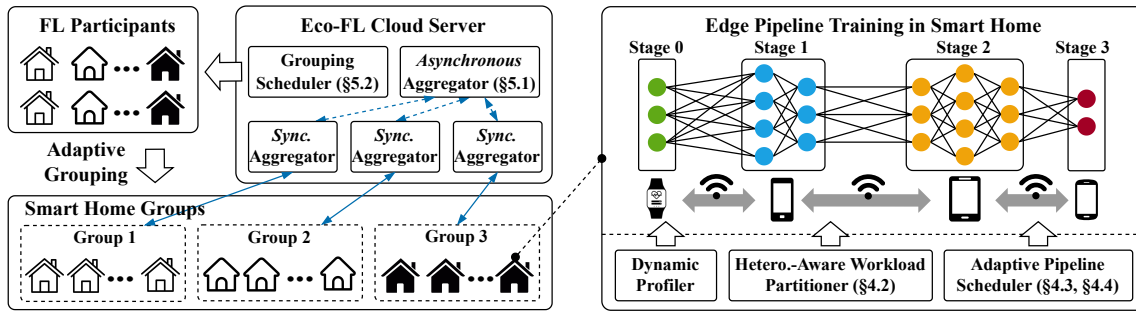 FL Participants
Adaptive
Grouping
Eco-FL Cloud Server
Grouping
Scheduler (§5.2)
Asynchronous
Aggregator (§5.1)
Sync.
Aggregator
Sync.
Aggregator
Sync.
Aggregator
Smart Home Groups
Group 1
Group 2
Group 3
Edge Pipeline Training in Smart Home
Stage 0
Stage 1
Stage 2
Stage 3
Dynamic
Profiler
Hetero.-Aware Workload
Partitioner (§4.2)
Adaptive Pipeline
Scheduler (§4.3, §4.4)